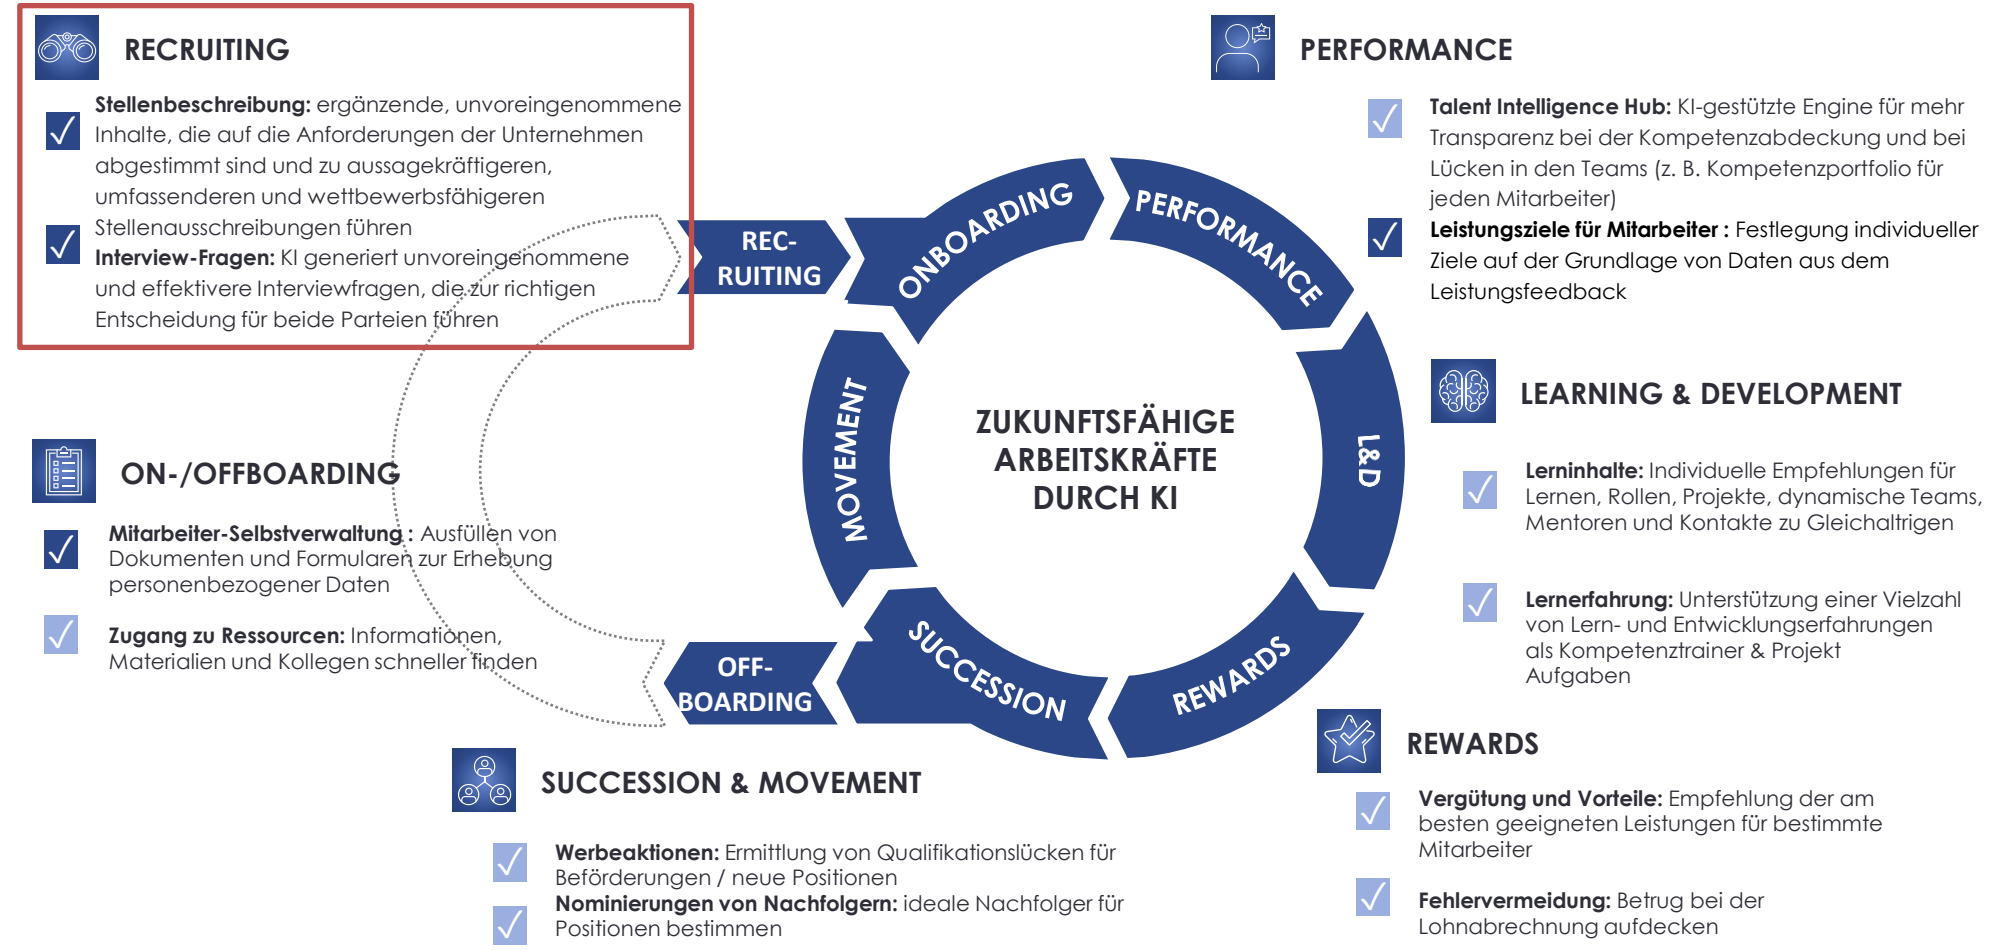 RECRUITING
Stellenbeschreibung: ergänzende, unvoreingenommene
Inhalte, die auf die Anforderungen der Unternehmen
abgestimmt sind und zu aussagekräftigeren,
umfassenderen und wettbewerbsfähigeren
Stellenausschreibungen führen
Interview-Fragen: KI generiert unvoreingenommene
und effektivere Interviewfragen, die zur richtigen
Entscheidung für beide Parteien führen
PERFORMANCE
Talent Intelligence Hub: KI-gestützte Engine für mehr
Transparenz bei der Kompetenzabdeckung und bei
Lücken in den Teams (z. B. Kompetenzportfolio für
jeden Mitarbeiter)
Leistungsziele für Mitarbeiter : Festlegung individueller
Ziele auf der Grundlage von Daten aus dem
Leistungsfeedback
REC-
RUITING
ONBOARDING
PERFORMANCE
L&D
REWARDS
SUCCESSION
MOVEMENT
OFF-
BOARDING
ZUKUNFTSFÄHIGE
ARBEITSKRÄFTE
DURCH KI
LEARNING & DEVELOPMENT
Lerninhalte: Individuelle Empfehlungen für
Lernen, Rollen, Projekte, dynamische Teams,
Mentoren und Kontakte zu Gleichaltrigen
Lernerfahrung: Unterstützung einer Vielzahl
von Lern- und Entwicklungserfahrungen
als Kompetenztrainer & Projekt
Aufgaben
ON-/OFFBOARDING
Mitarbeiter-Selbstverwaltung : Ausfüllen von
Dokumenten und Formularen zur Erhebung
personenbezogener Daten
Zugang zu Ressourcen: Informationen,
Materialien und Kollegen schneller finden
SUCCESSION & MOVEMENT
Werbeaktionen: Ermittlung von Qualifikationslücken für
Beförderungen / neue Positionen
Nominierungen von Nachfolgern: ideale Nachfolger für
Positionen bestimmen
REWARDS
Vergütung und Vorteile: Empfehlung der am
besten geeigneten Leistungen für bestimmte
Mitarbeiter
Fehlervermeidung: Betrug bei der
Lohnabrechnung aufdecken